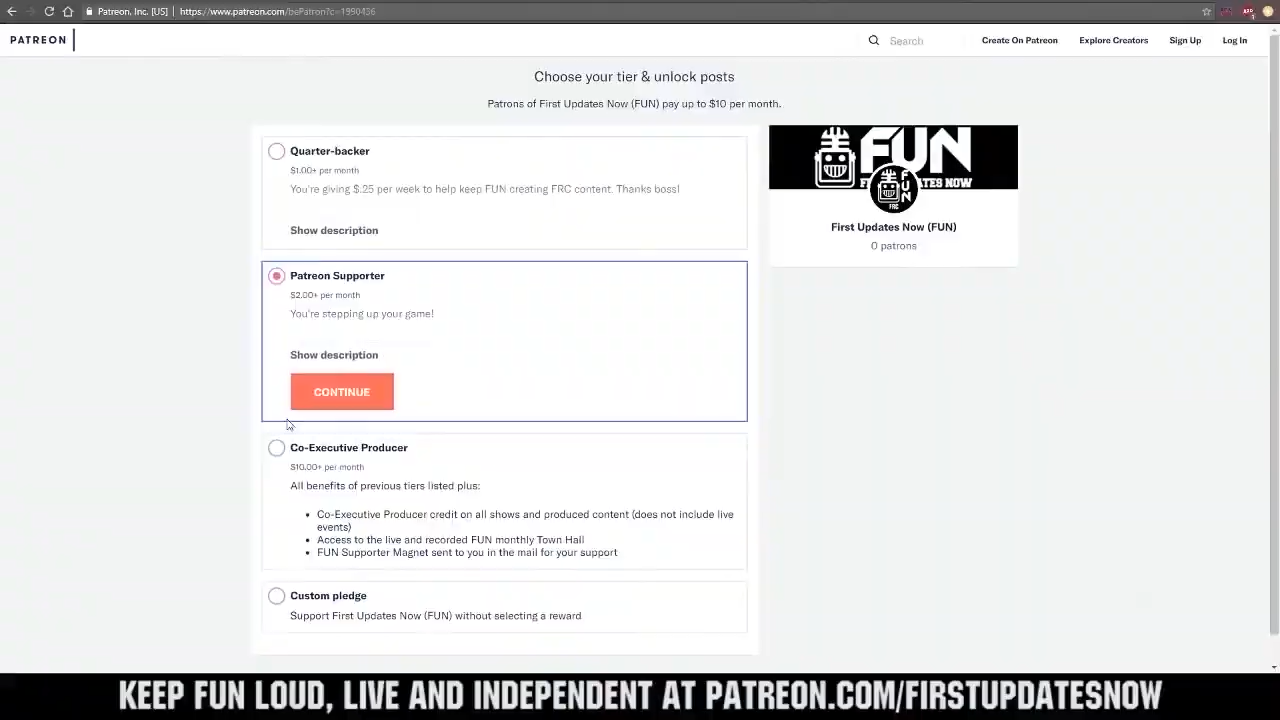 Patreon, Inc. [US] | https://www.patreon.com/bePatron?c=1990436
PATREON
Search
Create On Patreon
Explore Creators
Sign Up
Log In
Choose your tier & unlock posts
Patrons of First Updates Now (FUN) pay up to $10 per month.
Quarter-backer
$1.00+ per month
You're giving $.25 per week to help keep FUN creating FRC content. Thanks boss!
Show description
Patreon Supporter
$2.00+ per month
You're stepping up your game!
Show description
CONTINUE
Co-Executive Producer
$10.00+ per month
All benefits of previous tiers listed plus:
• Co-Executive Producer credit on all shows and produced content (does not include live
events)
• Access to the live and recorded FUN monthly Town Hall
• FUN Supporter Magnet sent to you in the mail for your support
Custom pledge
Support First Updates Now (FUN) without selecting a reward
FUN
FUN
FRC
First Updates Now (FUN)
0 patrons
KEEP FUN LOUD, LIVE AND INDEPENDENT AT PATREON.COM/FIRSTUPDATESNOW